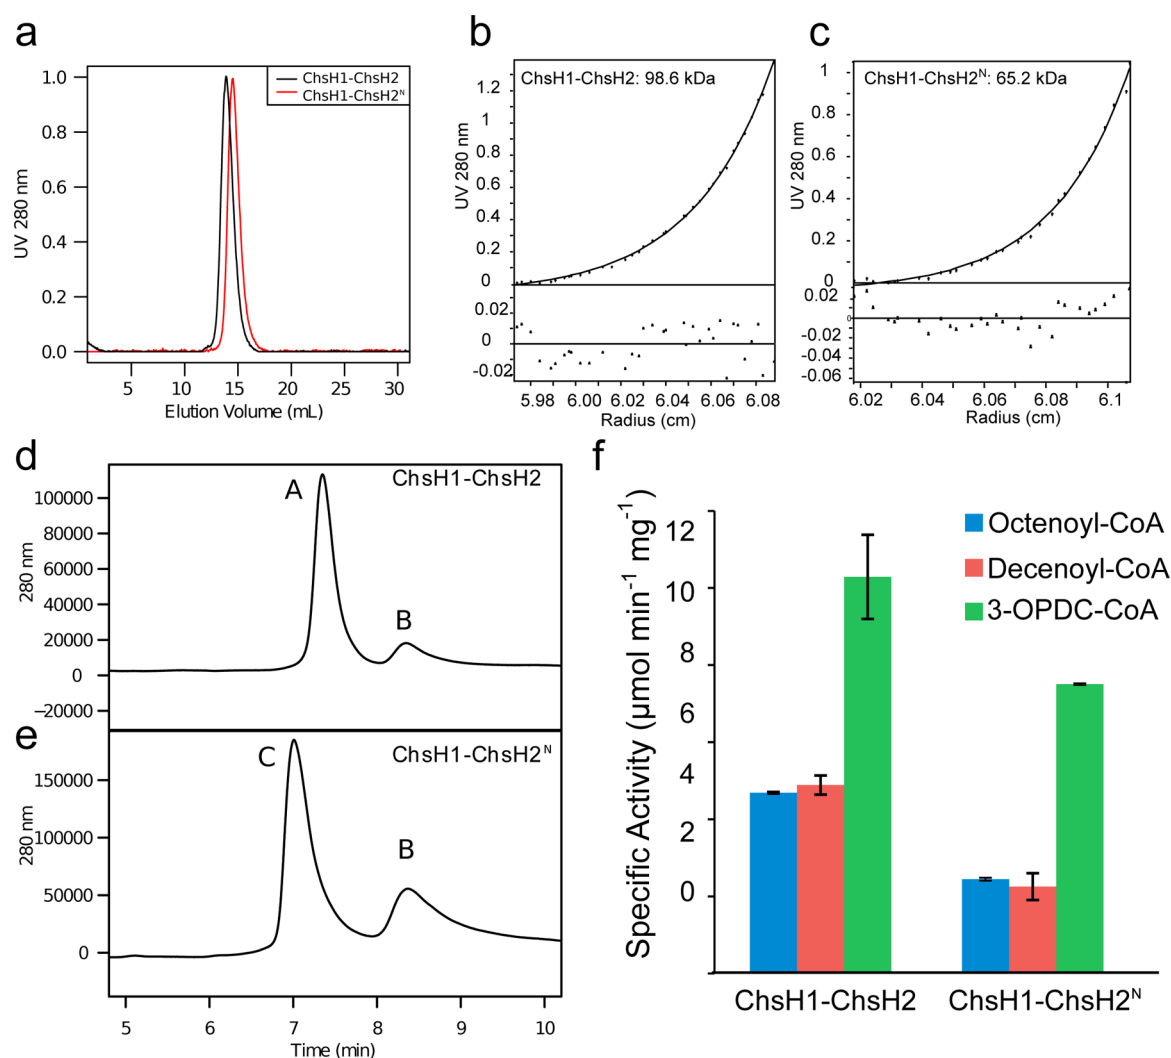 a
ChsH1-ChsH2
ChsH1-ChsH2ᴺ
1.0
0.8
0.6
0.4
0.2
0.0
UV 280 nm
5
10
15
20
25
30
Elution Volume (mL)
b
ChsH1-ChsH2: 98.6 kDa
1.2
1
0.8
0.6
0.4
0.2
0
0.02
0
-0.02
UV 280 nm
5.98
6.00
6.02
6.04
6.06
6.08
Radius (cm)
c
ChsH1-ChsH2ᴺ: 65.2 kDa
1
0.8
0.6
0.4
0.2
0
0.02
0
-0.02
-0.04
-0.06
UV 280 nm
6.02
6.04
6.06
6.08
6.1
Radius (cm)
d
ChsH1-ChsH2
A
B
100000
80000
60000
40000
20000
0
−20000
280 nm
e
ChsH1-ChsH2ᴺ
C
B
150000
100000
50000
0
280 nm
5
6
7
8
9
10
Time (min)
f
Octenoyl-CoA
Decenoyl-CoA
3-OPDC-CoA
12
10
8
6
4
2
0
Specific Activity (µmol min⁻¹ mg⁻¹)
ChsH1-ChsH2
ChsH1-ChsH2ᴺ